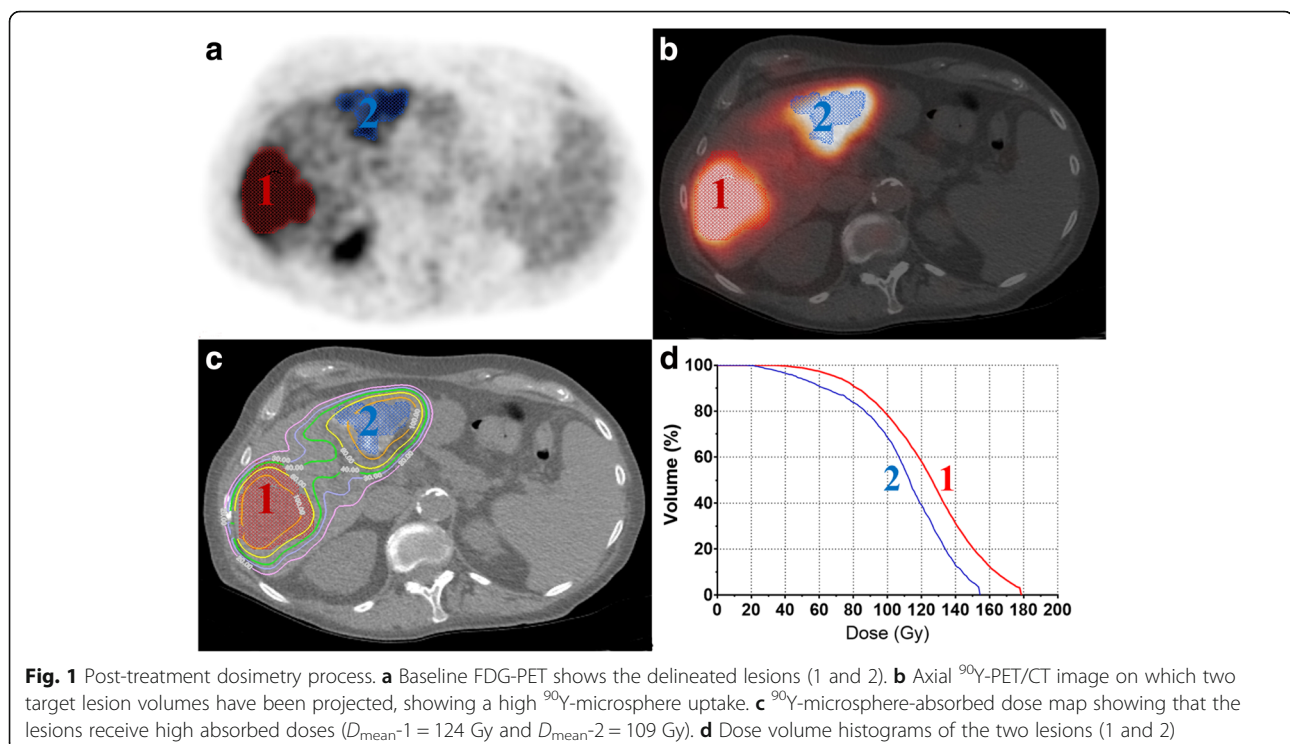 a
b
2
1
2
1
c
d
2
1
100.00
100.00
Volume (%)
100
80
60
40
20
0
2
1
0 20 40 60 80 100 120 140 160 180 200
Dose (Gy)
Fig. 1 Post-treatment dosimetry process. a Baseline FDG-PET shows the delineated lesions (1 and 2). b Axial ⁹⁰Y-PET/CT image on which two
target lesion volumes have been projected, showing a high ⁹⁰Y-microsphere uptake. c ⁹⁰Y-microsphere-absorbed dose map showing that the
lesions receive high absorbed doses (Dmean-1 = 124 Gy and Dmean-2 = 109 Gy). d Dose volume histograms of the two lesions (1 and 2)